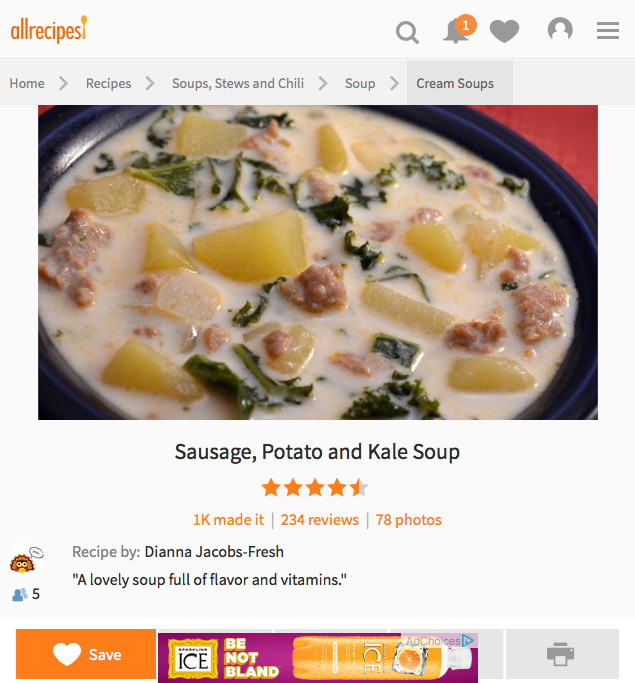 allrecipes
1
Home Recipes Soups, Stews and Chili Soup Cream Soups
Sausage, Potato and Kale Soup
1K made it | 234 reviews | 78 photos
Recipe by: Dianna Jacobs-Fresh
"A lovely soup full of flavor and vitamins."
5
Save
SPARKLING
ICE
BE
NOT
BLAND
ICE
AdChoices